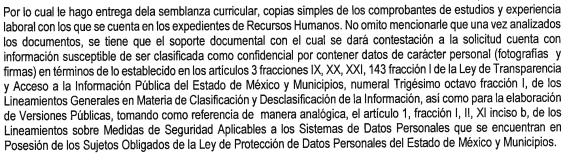 Por lo cual le hago entrega dela semblanza curricular, copias simples de los comprobantes de estudios y experiencia
laboral con los que se cuenta en los expedientes de Recursos Humanos. No omito mencionarle que una vez analizados
los documentos, se tiene que el soporte documental con el cual se dará contestación a la solicitud cuenta con
información susceptible de ser clasificada como confidencial por contener datos de carácter personal (fotografías y
firmas) en términos de lo establecido en los artículos 3 fracciones IX, XX, XXI, 143 fracción I de la Ley de Transparencia
y Acceso a la Información Pública del Estado de México y Municipios, numeral Trigésimo octavo fracción I, de los
Lineamientos Generales en Materia de Clasificación y Desclasificación de la Información, así como para la elaboración
de Versiones Públicas, tomando como referencia de manera analógica, el artículo 1, fracción I, II, XI inciso b, de los
Lineamientos sobre Medidas de Seguridad Aplicables a los Sistemas de Datos Personales que se encuentran en
Posesión de los Sujetos Obligados de la Ley de Protección de Datos Personales del Estado de México y Municipios.